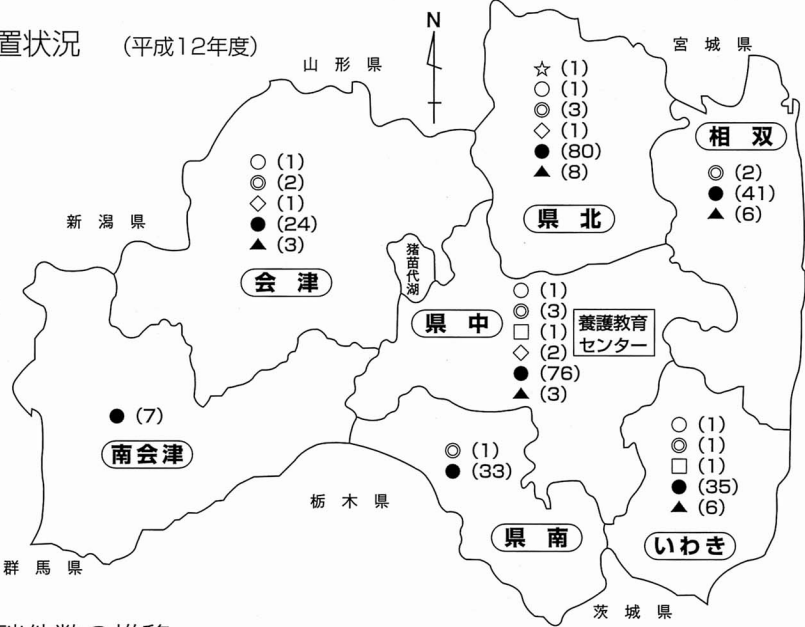 置状況 （平成12年度）
N
山形県
宮城県
新潟県
☆ (1)
○ (1)
◎ (3)
◇ (1)
● (80)
▲ (8)
県北
相双
◎ (2)
● (41)
▲ (6)
○ (1)
◎ (2)
◇ (1)
● (24)
▲ (3)
会津
猪苗代湖
県中
○ (1)
◎ (3)
□ (1)
◇ (2)
● (76)
▲ (3)
養護教育
センター
● (7)
南会津
◎ (1)
● (33)
県南
○ (1)
◎ (1)
□ (1)
● (35)
▲ (6)
いわき
栃木県
群馬県
茨城県